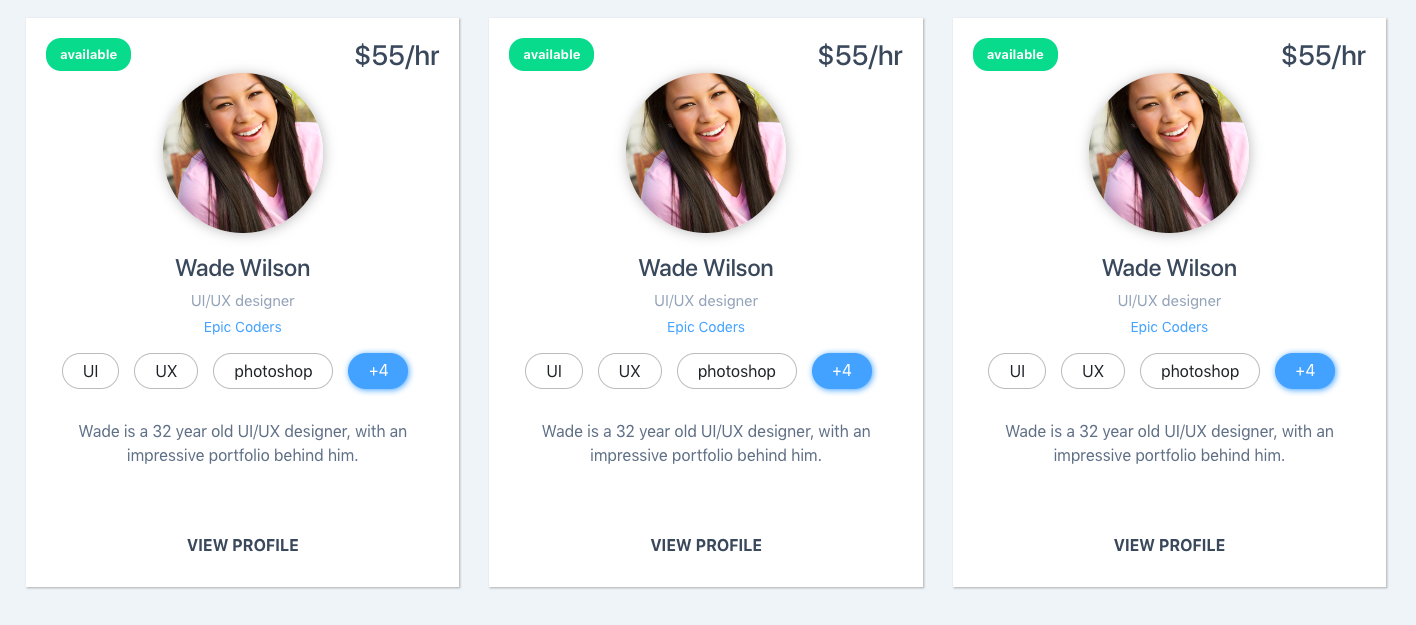 available
$55/hr
Wade Wilson
UI/UX designer
Epic Coders
UI UX photoshop +4
Wade is a 32 year old UI/UX designer, with an
impressive portfolio behind him.
VIEW PROFILE
available
$55/hr
Wade Wilson
UI/UX designer
Epic Coders
UI UX photoshop +4
Wade is a 32 year old UI/UX designer, with an
impressive portfolio behind him.
VIEW PROFILE
available
$55/hr
Wade Wilson
UI/UX designer
Epic Coders
UI UX photoshop +4
Wade is a 32 year old UI/UX designer, with an
impressive portfolio behind him.
VIEW PROFILE